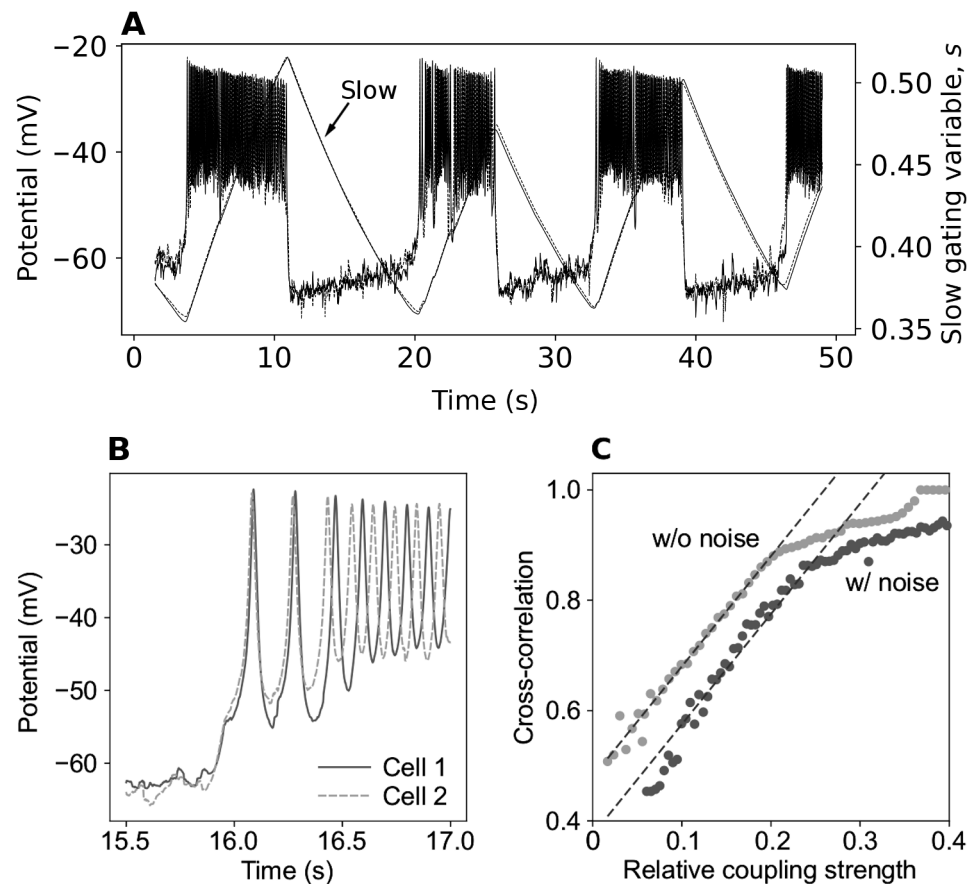 A
Potential (mV)
−20
−40
−60
Slow
0.50
0.45
0.40
0.35
Slow gating variable, s
0 10 20 30 40 50
Time (s)
B
Potential (mV)
−30
−40
−50
−60
Cell 1
Cell 2
15.5 16.0 16.5 17.0
Time (s)
C
Cross-correlation
1.0
0.8
0.6
0.4
w/o noise
w/ noise
0 0.1 0.2 0.3 0.4
Relative coupling strength